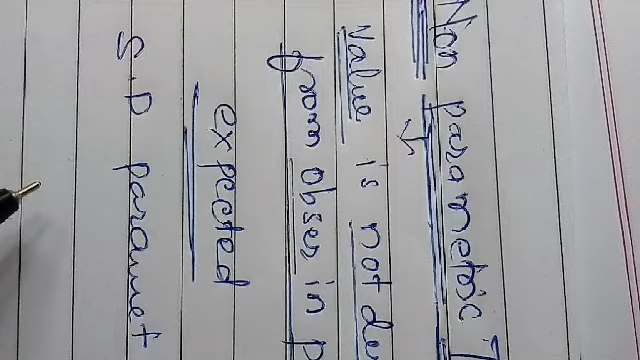 Non parametric T
value is not de
from obser in p
expected
S.D paramet